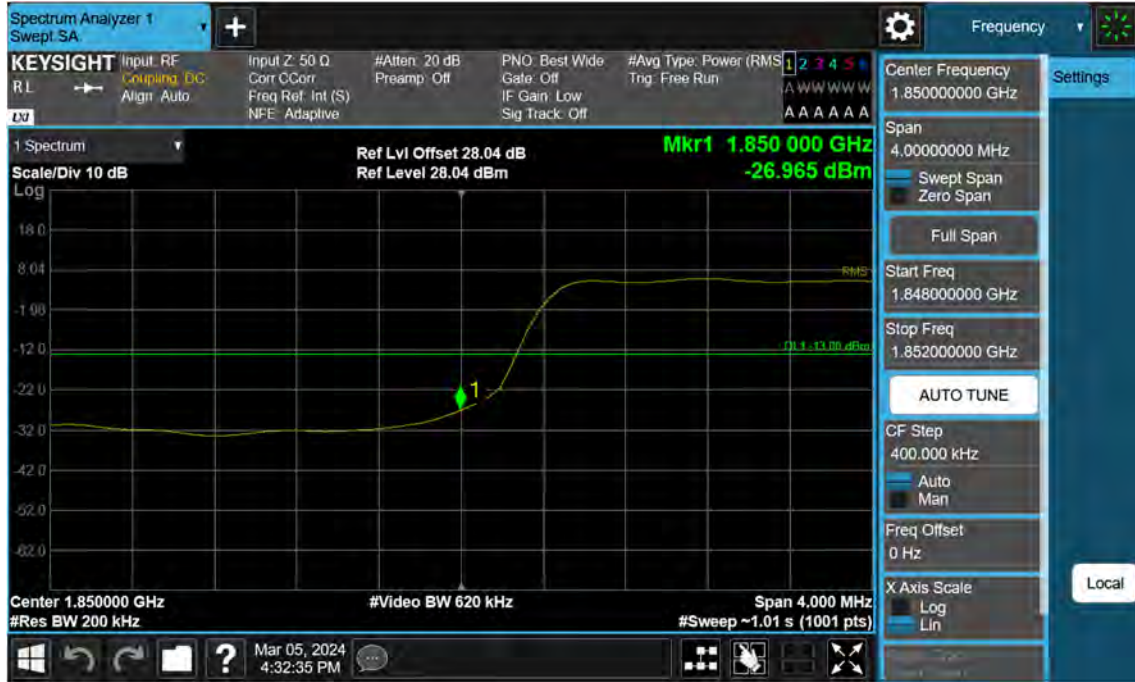 Spectrum Analyzer 1
Swept SA
+
Frequency
KEYSIGHT
RL
LXI
Input: RF
Coupling: DC
Align: Auto
Input Z: 50 Ω
Corr CCorr
Freq Ref: Int (S)
NFE: Adaptive
#Atten: 20 dB
Preamp: Off
PNO: Best Wide
Gate: Off
IF Gain: Low
Sig Track: Off
#Avg Type: Power (RMS
Trig: Free Run
1 2 3 4 5 6
A W W W W W
A A A A A A
1 Spectrum
Scale/Div 10 dB
Log
Ref Lvl Offset 28.04 dB
Ref Level 28.04 dBm
Mkr1 1.850 000 GHz
-26.965 dBm
18.0
8.04
-1.96
-12.0
-22.0
-32.0
-42.0
-52.0
-62.0
RMS
DL1 -13.00 dBm
1
Center 1.850000 GHz
#Res BW 200 kHz
#Video BW 620 kHz
Span 4.000 MHz
#Sweep ~1.01 s (1001 pts)
?
Mar 05, 2024
4:32:35 PM
Center Frequency
1.850000000 GHz
Span
4.00000000 MHz
Swept Span
Zero Span
Full Span
Start Freq
1.848000000 GHz
Stop Freq
1.852000000 GHz
AUTO TUNE
CF Step
400.000 kHz
Auto
Man
Freq Offset
0 Hz
X Axis Scale
Log
Lin
Settings
Local